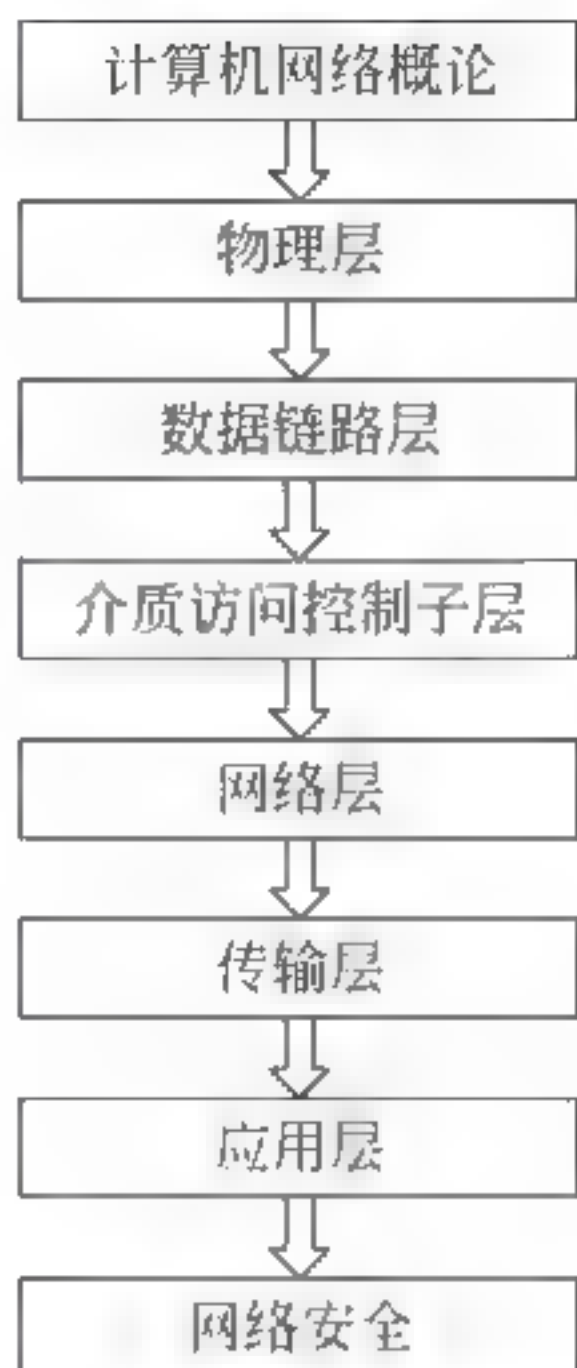 计算机网络概论
物理层
数据链路层
介质访问控制子层
网络层
传输层
应用层
网络安全